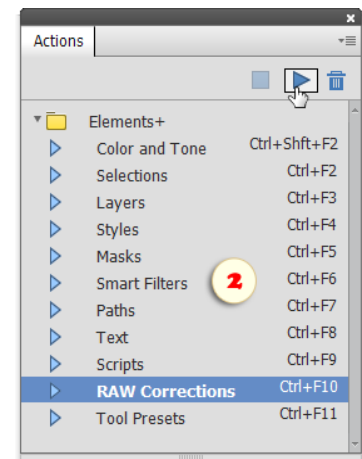 Actions
Elements+
Color and Tone Ctrl+Shft+F2
Selections Ctrl+F2
Layers Ctrl+F3
Styles Ctrl+F4
Masks Ctrl+F5
Smart Filters Ctrl+F6
2
Paths Ctrl+F7
Text Ctrl+F8
Scripts Ctrl+F9
RAW Corrections Ctrl+F10
Tool Presets Ctrl+F11